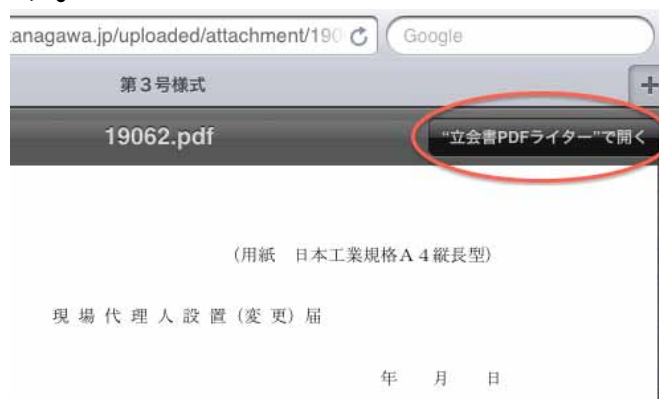 anagawa.jp/uploaded/attachment/190
Google
第3号様式
+
19062.pdf
“立会書PDFライター”で開く
(用紙 日本工業規格A4縦長型)
現場代理人設置(変更)届
年 月 日